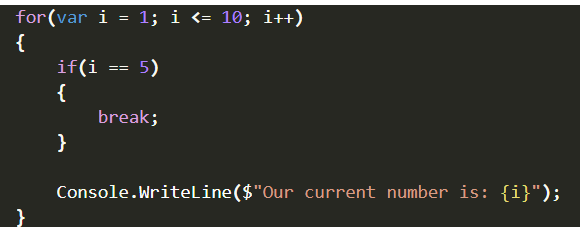 for(var i = 1; i <= 10; i++)
{
    if(i == 5)
    {
        break;
    }

    Console.WriteLine($"Our current number is: {i}");
}